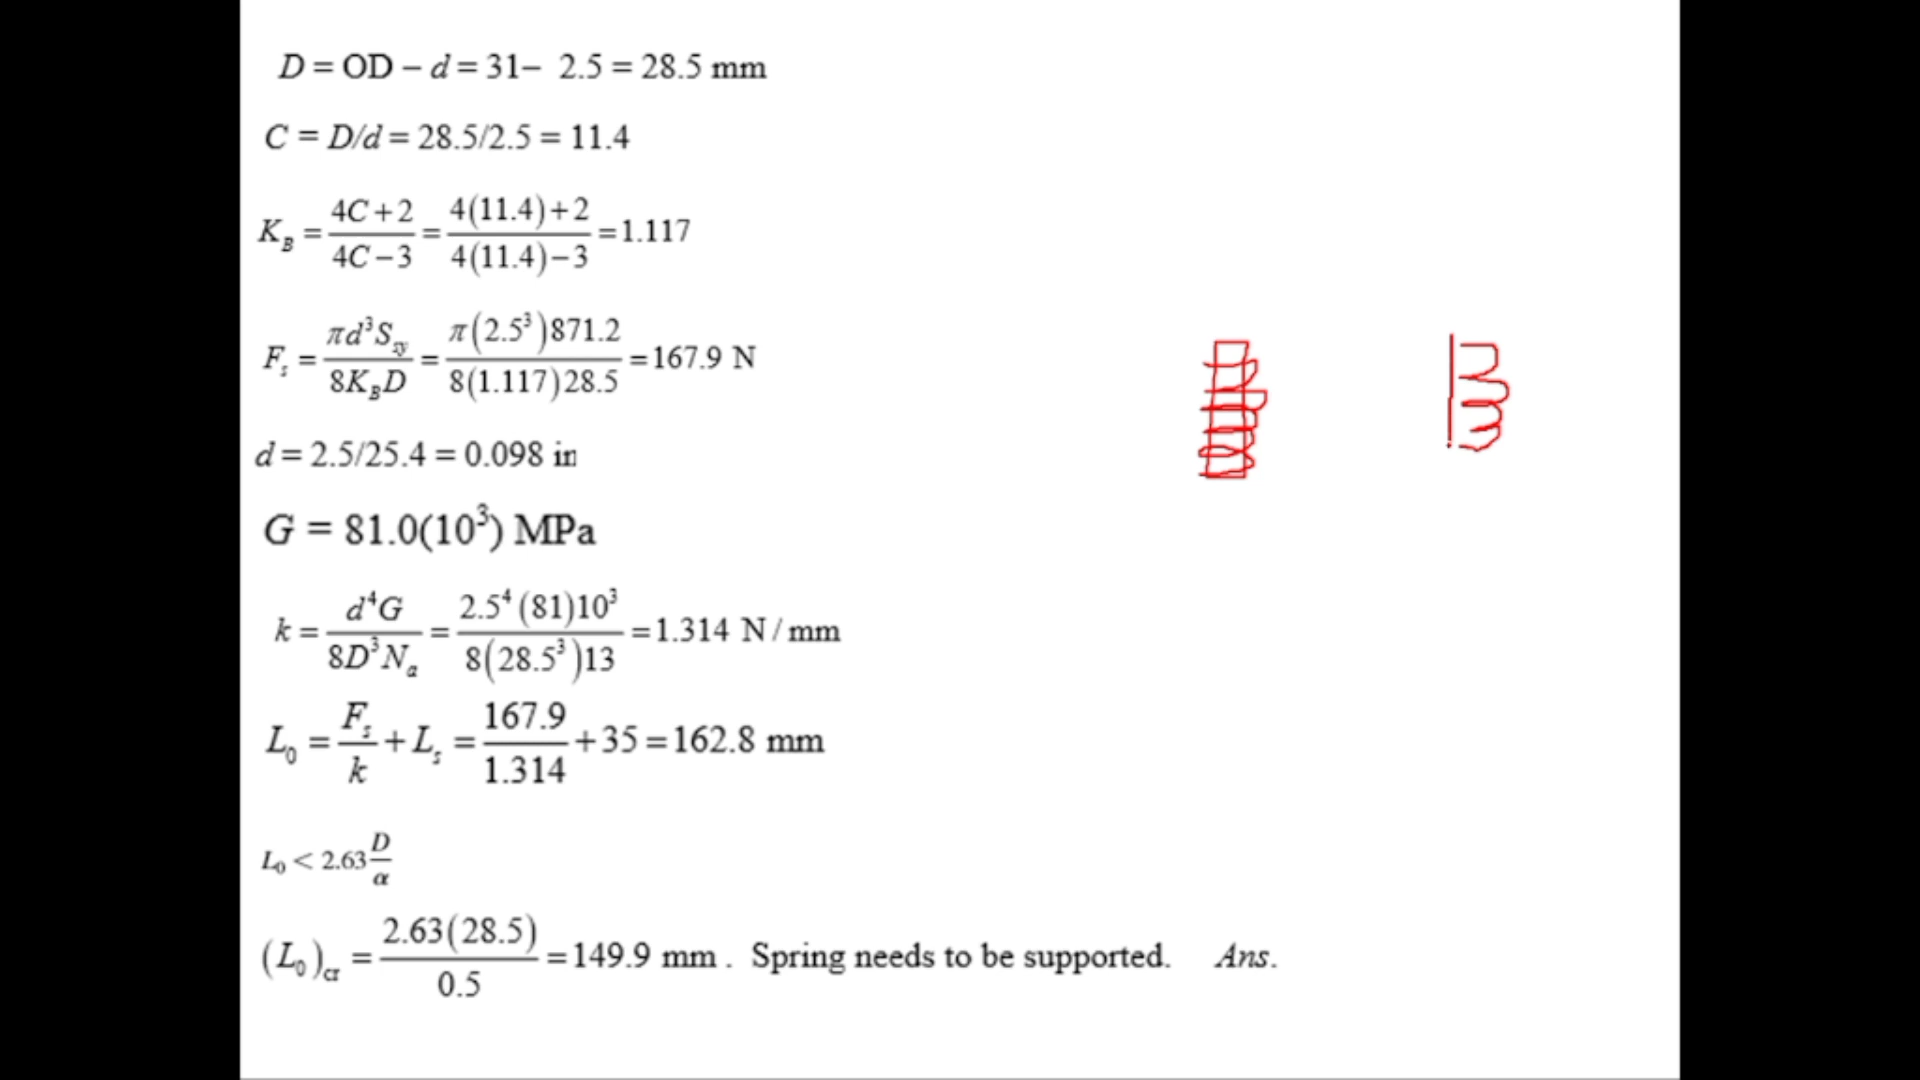 D = OD – d = 31– 2.5 = 28.5 mm
C = D/d = 28.5/2.5 = 11.4
K_B = (4C+2)/(4C−3) = (4(11.4)+2)/(4(11.4)−3) = 1.117
F_s = (πd³S_sy)/(8K_BD) = (π(2.5³)871.2)/(8(1.117)28.5) = 167.9 N
d = 2.5/25.4 = 0.098 in
G = 81.0(10³) MPa
k = (d⁴G)/(8D³N_a) = (2.5⁴(81)10³)/(8(28.5³)13) = 1.314 N/mm
L_0 = F_s/k + L_s = 167.9/1.314 + 35 = 162.8 mm
L_0 < 2.63 D/α
(L_0)_cr = 2.63(28.5)/0.5 = 149.9 mm . Spring needs to be supported. Ans.